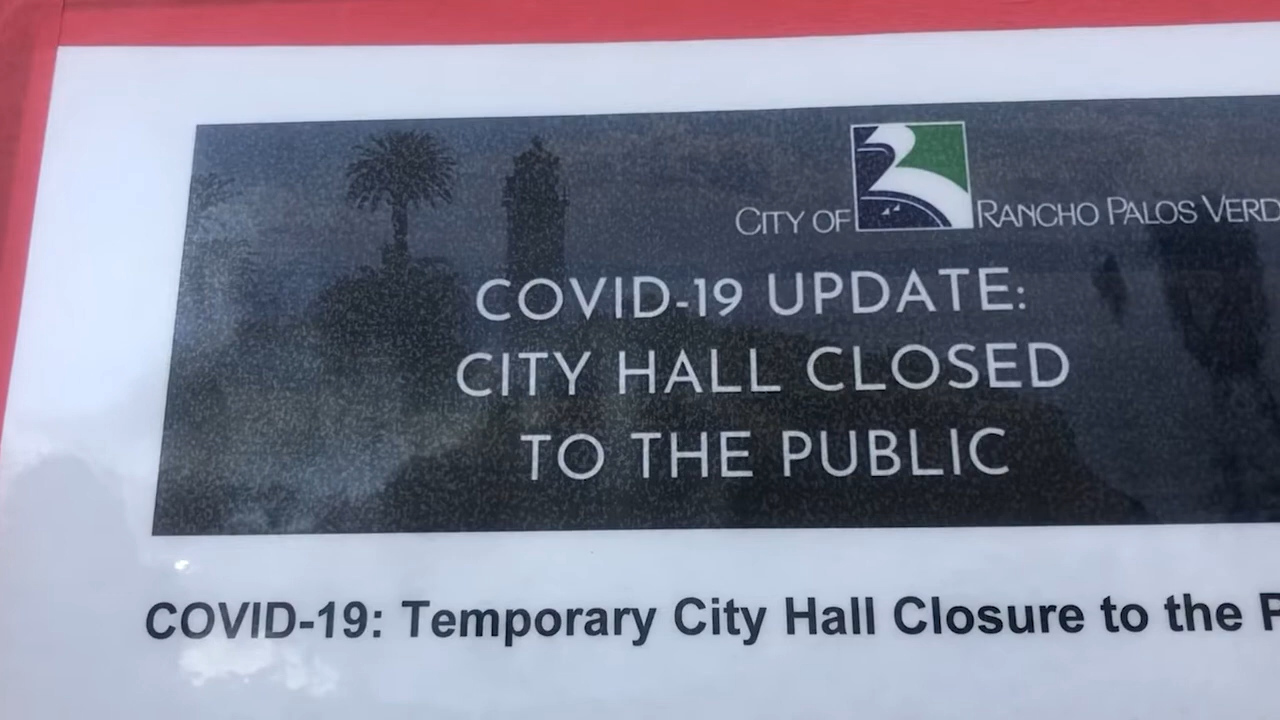 CITY OF RANCHO PALOS VERD
COVID-19 UPDATE:
CITY HALL CLOSED
TO THE PUBLIC
COVID-19: Temporary City Hall Closure to the